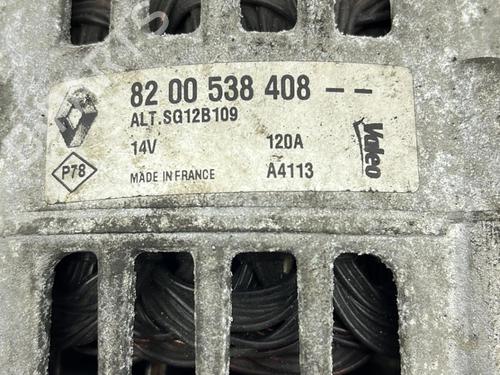 82 00 538 408 --
ALT.SG12B109
14V 120A
P78 MADE IN FRANCE A4113
Valeo